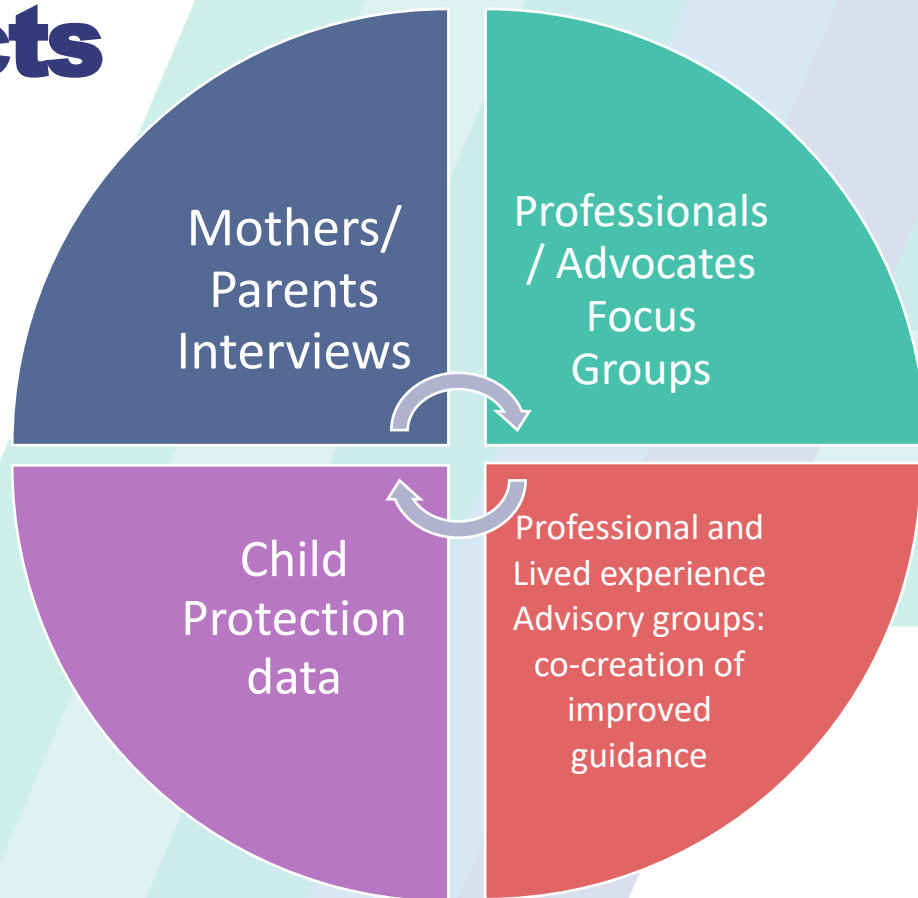 cts
Mothers/
Parents
Interviews
Professionals
/ Advocates
Focus
Groups
Child
Protection
data
Professional and
Lived experience
Advisory groups:
co-creation of
improved
guidance